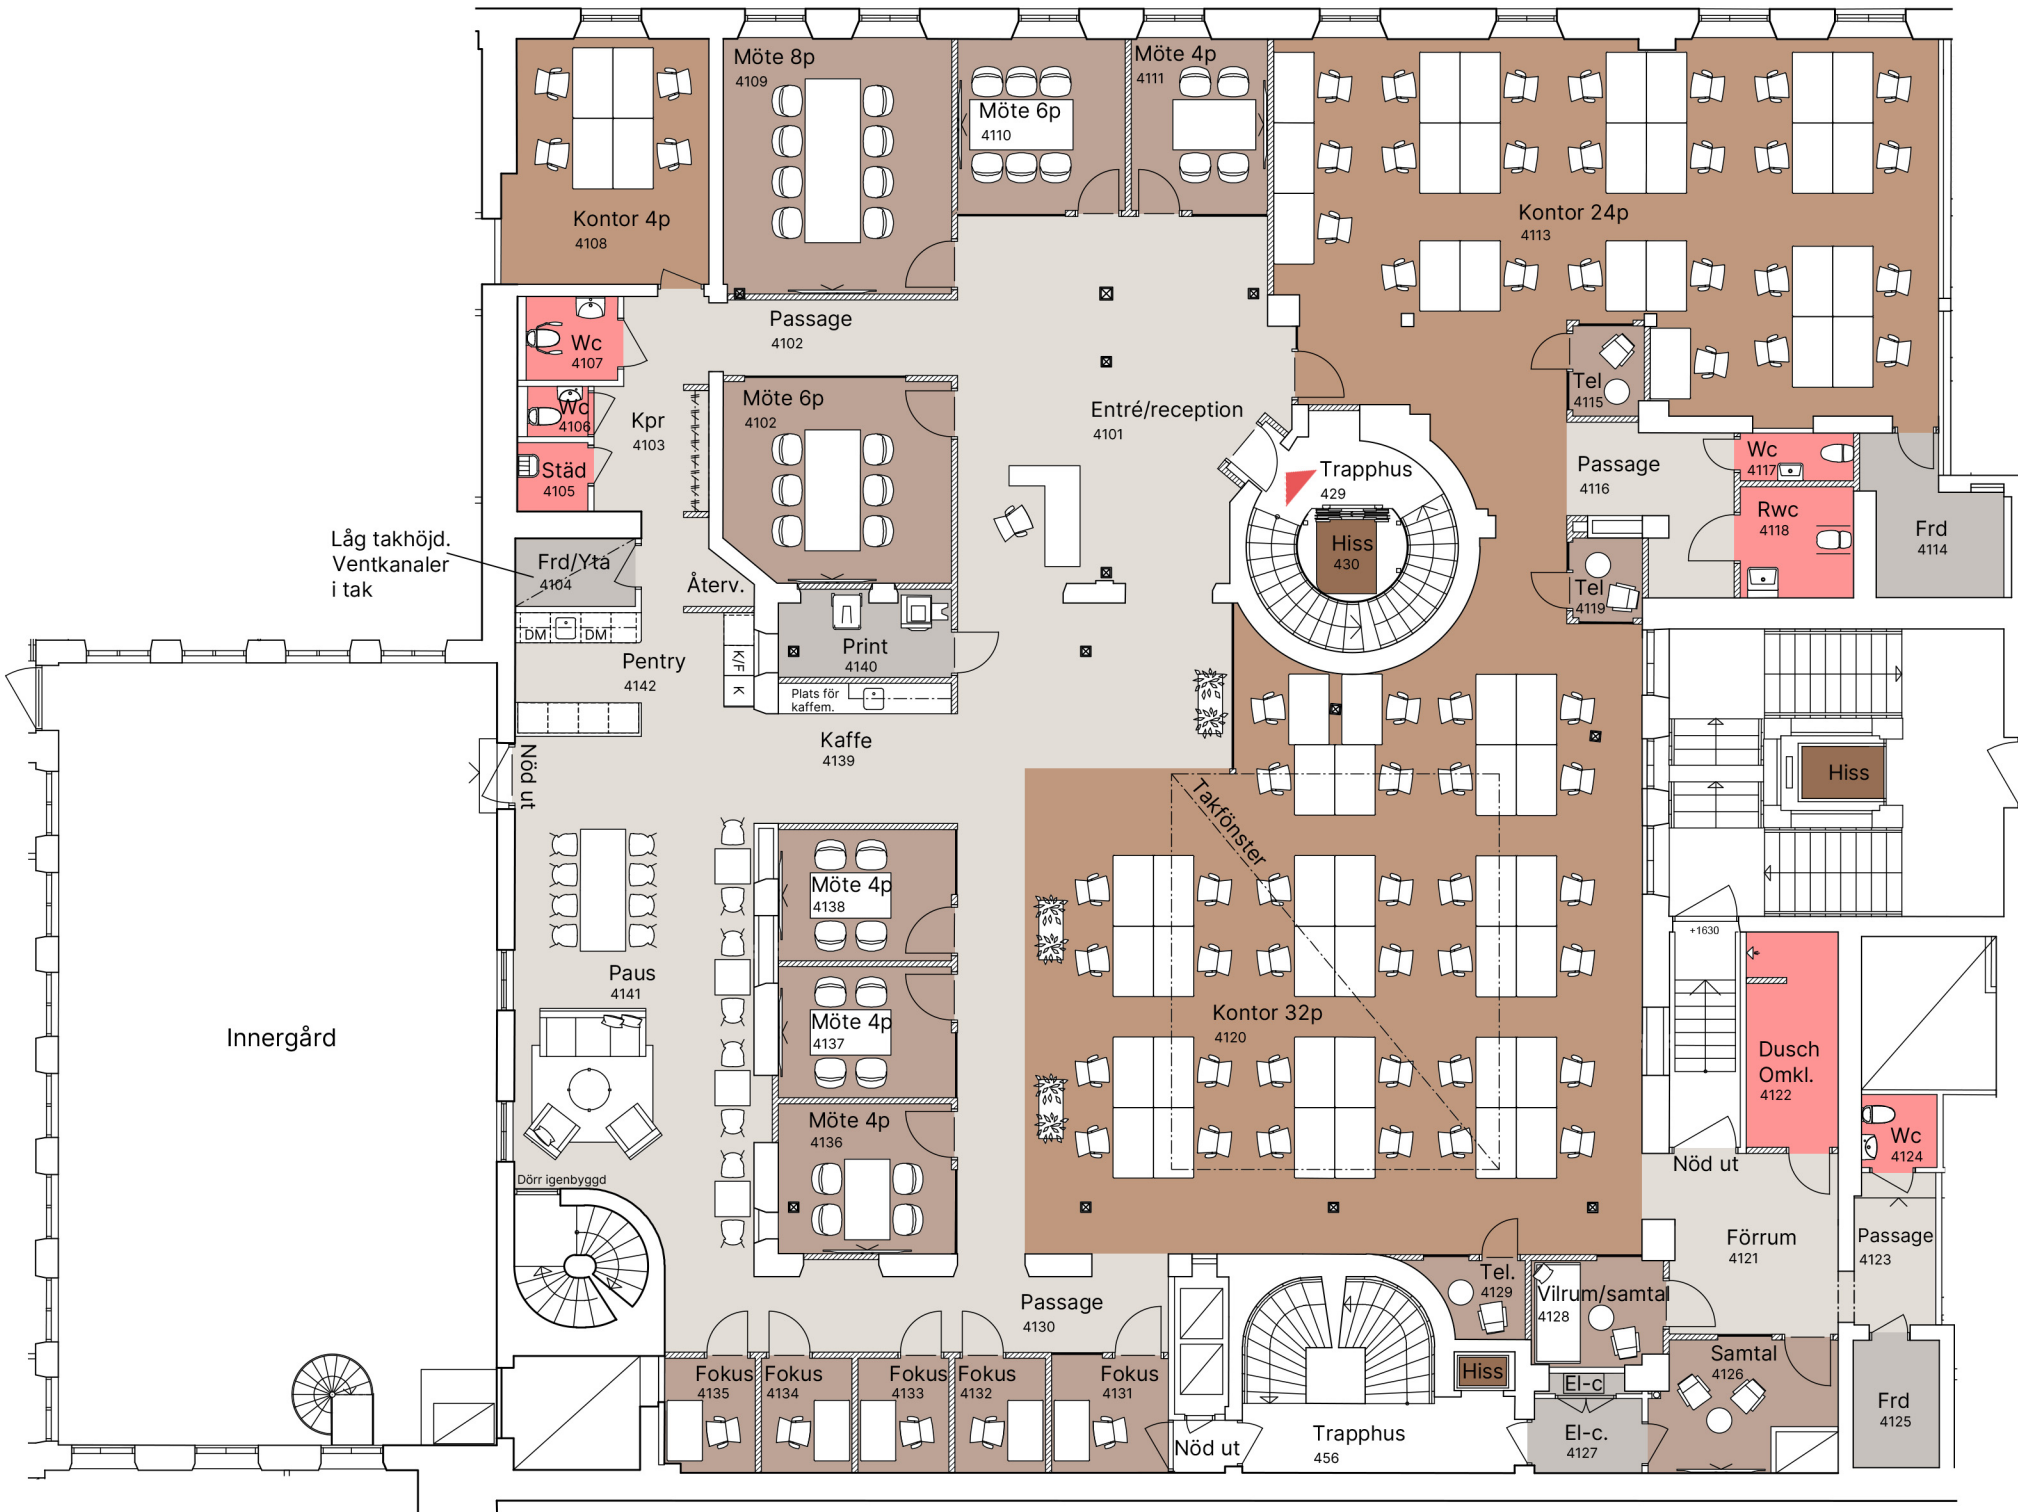 Möte 8p
4109
Möte 6p
4110
Möte 4p
4111
Kontor 4p
4108
Kontor 24p
4113
Passage
4102
Wc
4107
Wc
4106
Städ
4105
Kpr
4103
Möte 6p
4102
Entré/reception
4101
Tel
4115
Passage
4116
Wc
4117
Rwc
4118
Frd
4114
Trapphus
429
Hiss
430
Tel
4119
Låg takhöjd.
Ventkanaler
i tak
Frd/Yta
4104
Återv.
DM
DM
Pentry
4142
K/F
K
Print
4140
Plats för
kaffem.
Kaffe
4139
Nöd ut
Takfönster
Hiss
Möte 4p
4138
Paus
4141
Möte 4p
4137
Kontor 32p
4120
+1630
Innergård
Dusch
Omkl.
4122
Möte 4p
4136
Wc
4124
Nöd ut
Dörr igenbyggd
Förrum
4121
Passage
4123
Passage
4130
Tel.
4129
Vilrum/samtal
4128
Samtal
4126
Fokus
4135
Fokus
4134
Fokus
4133
Fokus
4132
Fokus
4131
Hiss
El-c
Frd
4125
Nöd ut
Trapphus
456
El-c.
4127